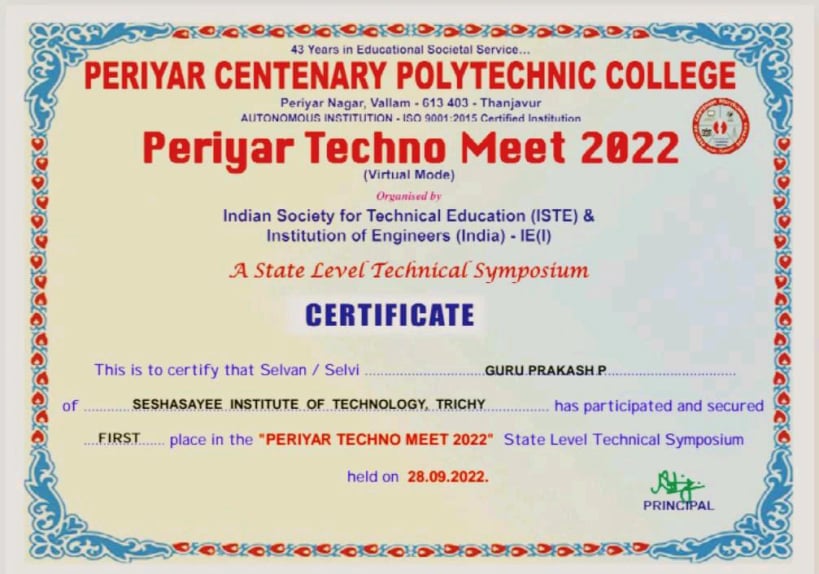 43 Years in Educational Societal Service...
PERIYAR CENTENARY POLYTECHNIC COLLEGE
Periyar Nagar, Vallam - 613 403 - Thanjavur
AUTONOMOUS INSTITUTION - ISO 9001:2015 Certified Institution
Periyar Techno Meet 2022
(Virtual Mode)
Organised by
Indian Society for Technical Education (ISTE) &
Institution of Engineers (India) - IE(I)
A State Level Technical Symposium
CERTIFICATE
This is to certify that Selvan / Selvi ..............................GURU PRAKASH P................................
of ............SESHASAYEE INSTITUTE OF TECHNOLOGY, TRICHY................ has participated and secured
....FIRST...... place in the "PERIYAR TECHNO MEET 2022" State Level Technical Symposium
held on 28.09.2022.
PRINCIPAL